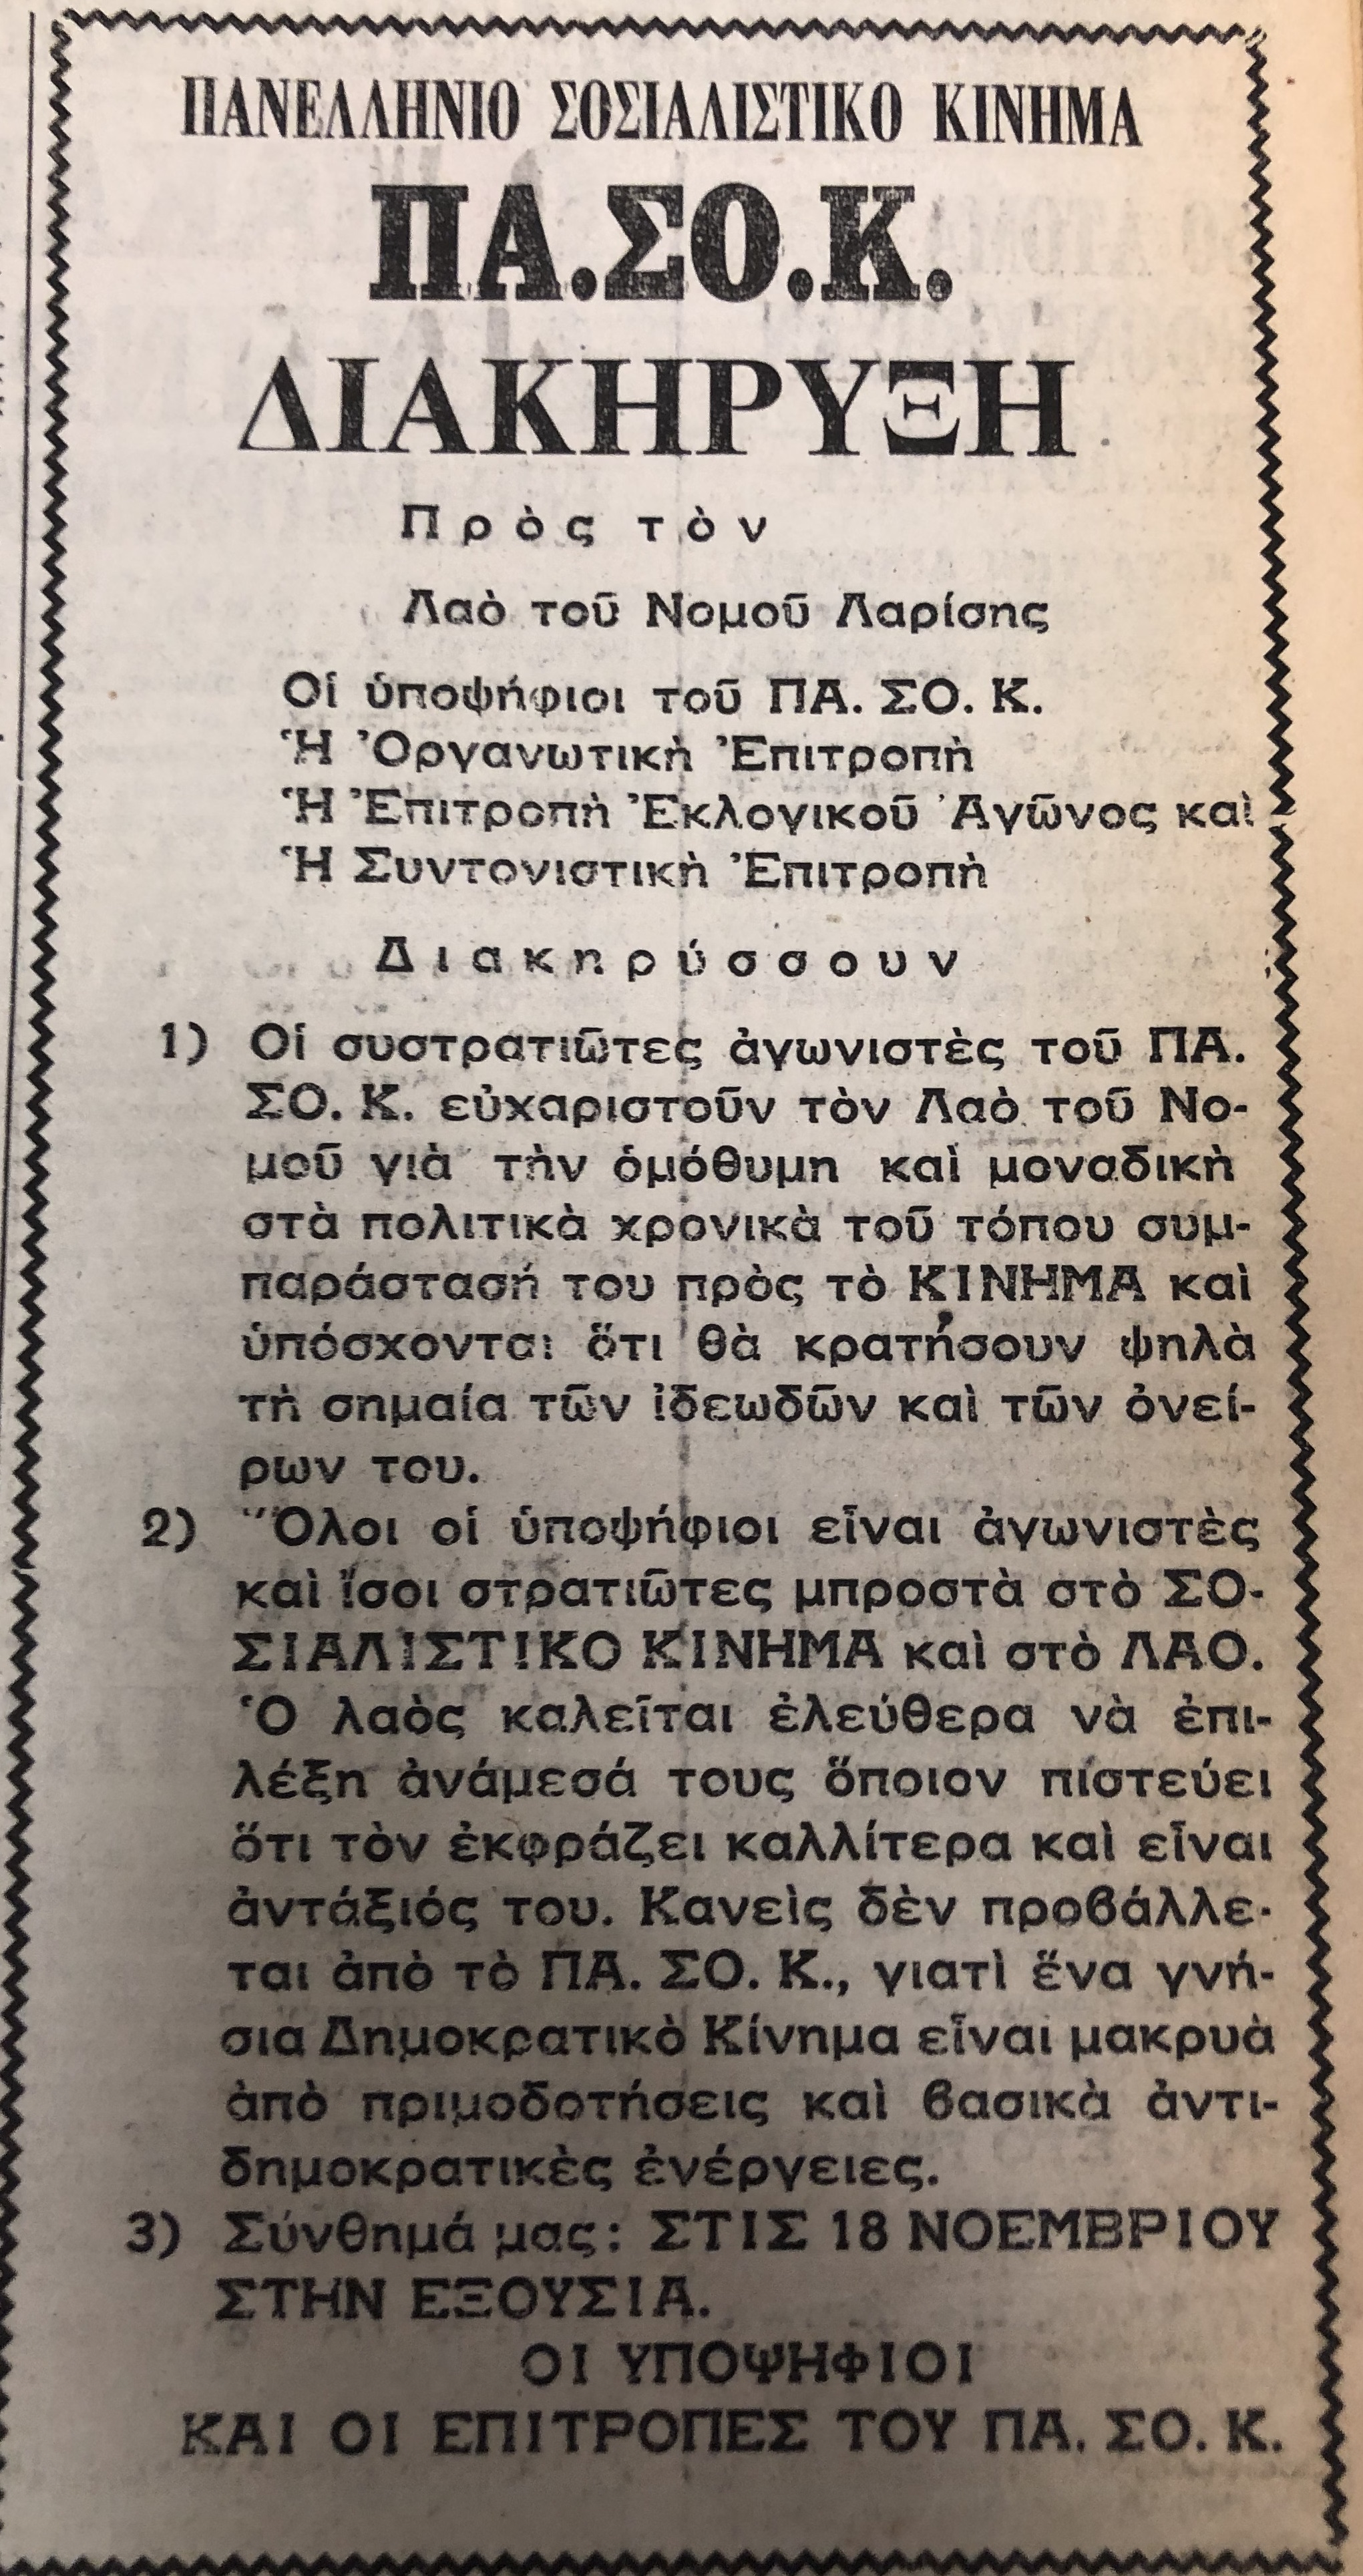 ΠΑΝΕΛΛΗΝΙΟ ΣΟΣΙΑΛΙΣΤΙΚΟ ΚΙΝΗΜΑ
ΠΑ.ΣΟ.Κ.
ΔΙΑΚΗΡΥΞΗ
Πρὸς τὸν
Λαὸ τοῦ Νομοῦ Λαρίσης
Οἱ ὑποψήφιοι τοῦ ΠΑ. ΣΟ. Κ.
Ἡ Ὀργανωτικὴ Ἐπιτροπὴ
Ἡ Ἐπιτροπὴ Ἐκλογικοῦ Ἀγῶνος καὶ
Ἡ Συντονιστικὴ Ἐπιτροπὴ
Διακηρύσσουν
1) Οἱ συστρατιῶτες ἀγωνιστὲς τοῦ ΠΑ.
ΣΟ. Κ. εὐχαριστοῦν τὸν Λαὸ τοῦ Νο-
μοῦ γιὰ τὴν ὁμόθυμη καὶ μοναδικὴ
στὰ πολιτικὰ χρονικὰ τοῦ τόπου συμ-
παράστασή του πρὸς τὸ ΚΙΝΗΜΑ καὶ
ὑπόσχονται ὅτι θὰ κρατήσουν ψηλὰ
τὴ σημαία τῶν ἰδεωδῶν καὶ τῶν ὀνεί-
ρων του.
2) Ὅλοι οἱ ὑποψήφιοι εἶναι ἀγωνιστὲς
καὶ ἴσοι στρατιῶτες μπροστὰ στὸ ΣΟ-
ΣΙΑΛΙΣΤΙΚΟ ΚΙΝΗΜΑ καὶ στὸ ΛΑΟ.
Ὁ λαὸς καλεῖται ἐλεύθερα νὰ ἐπι-
λέξη ἀνάμεσά τους ὅποιον πίστεύει
ὅτι τὸν ἐκφράζει καλλίτερα καὶ εἶναι
ἀντάξιός του. Κανεὶς δὲν προβάλλε-
ται ἀπὸ τὸ ΠΑ. ΣΟ. Κ., γιατὶ ἕνα γνή-
σια Δημοκρατικὸ Κίνημα εἶναι μακρυὰ
ἀπὸ πριμοδοτήσεις καὶ βασικὰ ἀντι-
δημοκρατικὲς ἐνέργειες.
3) Σύνθημά μας: ΣΤΙΣ 18 ΝΟΕΜΒΡΙΟΥ
ΣΤΗΝ ΕΞΟΥΣΙΑ.
ΟΙ ΥΠΟΨΗΦΙΟΙ
ΚΑΙ ΟΙ ΕΠΙΤΡΟΠΕΣ ΤΟΥ ΠΑ. ΣΟ. Κ.